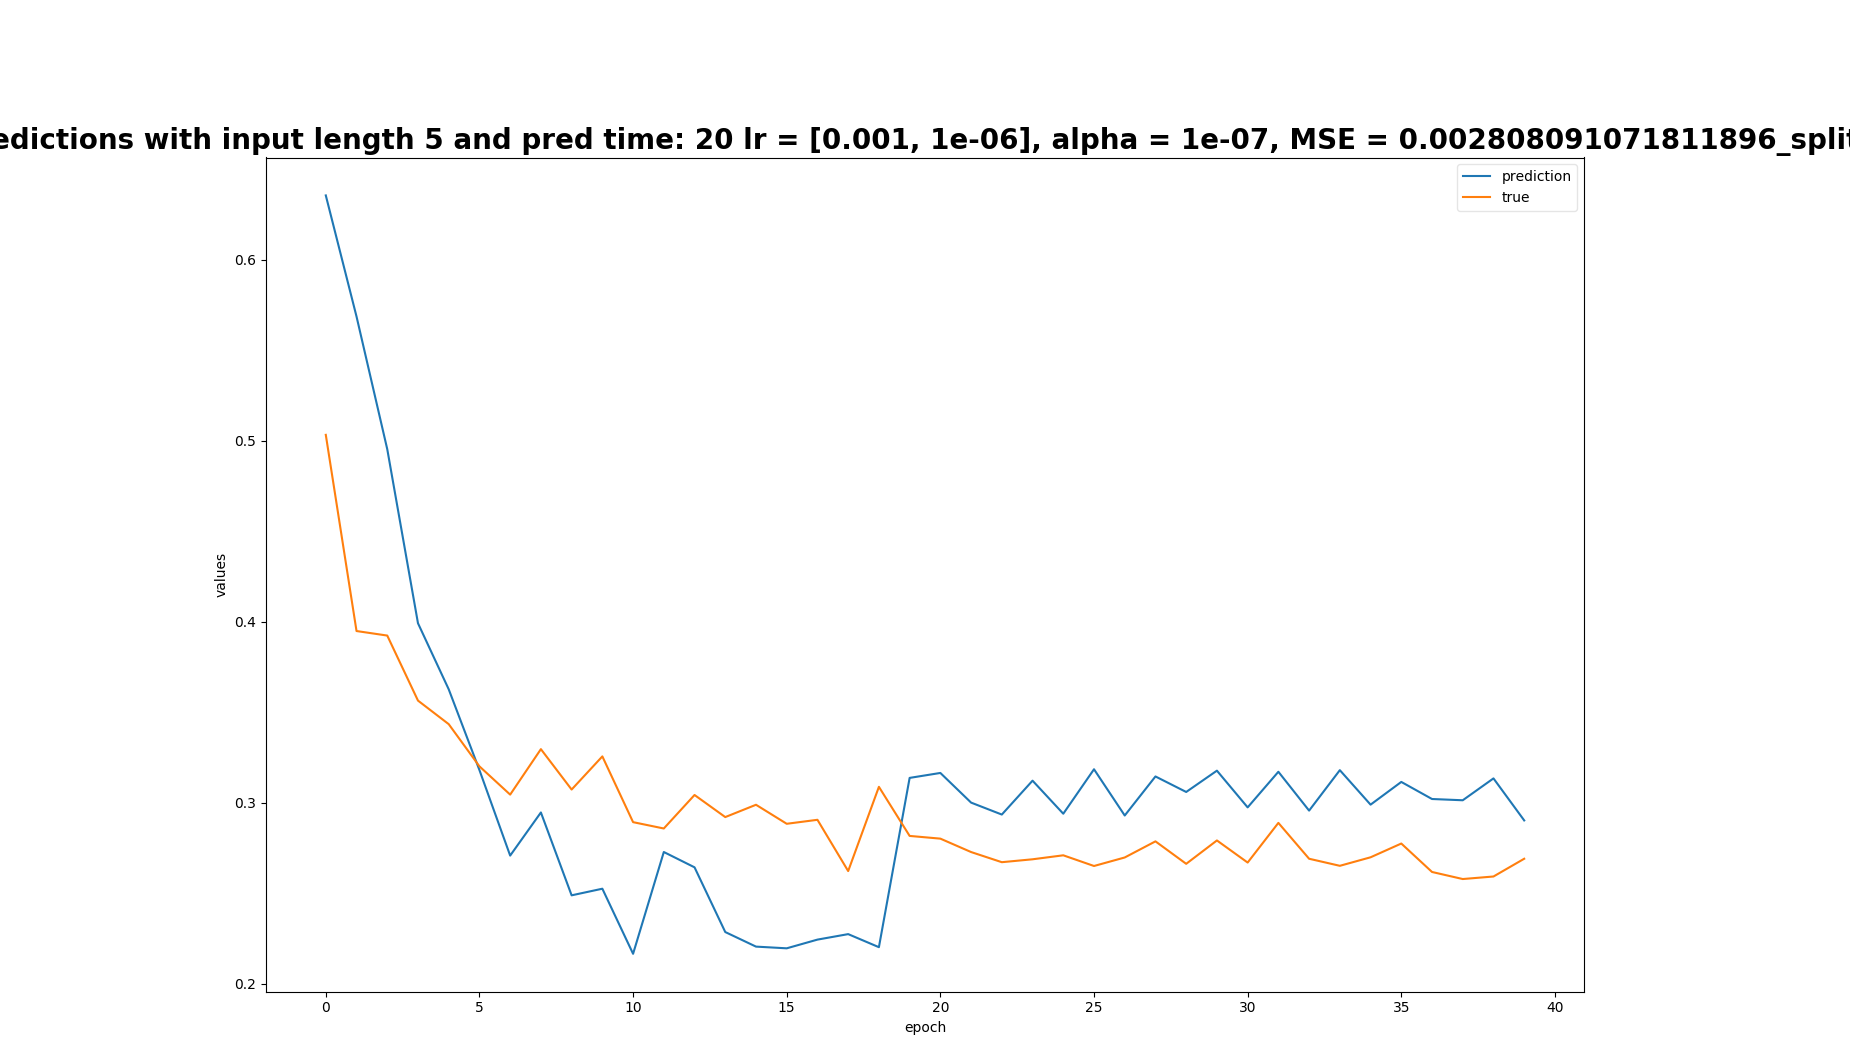 edictions with input length 5 and pred time: 20 lr = [0.001, 1e-06], alpha = 1e-07, MSE = 0.002808091071811896_split
prediction
true
0.6
0.5
0.4
0.3
0.2
values
0 5 10 15 20 25 30 35 40
epoch